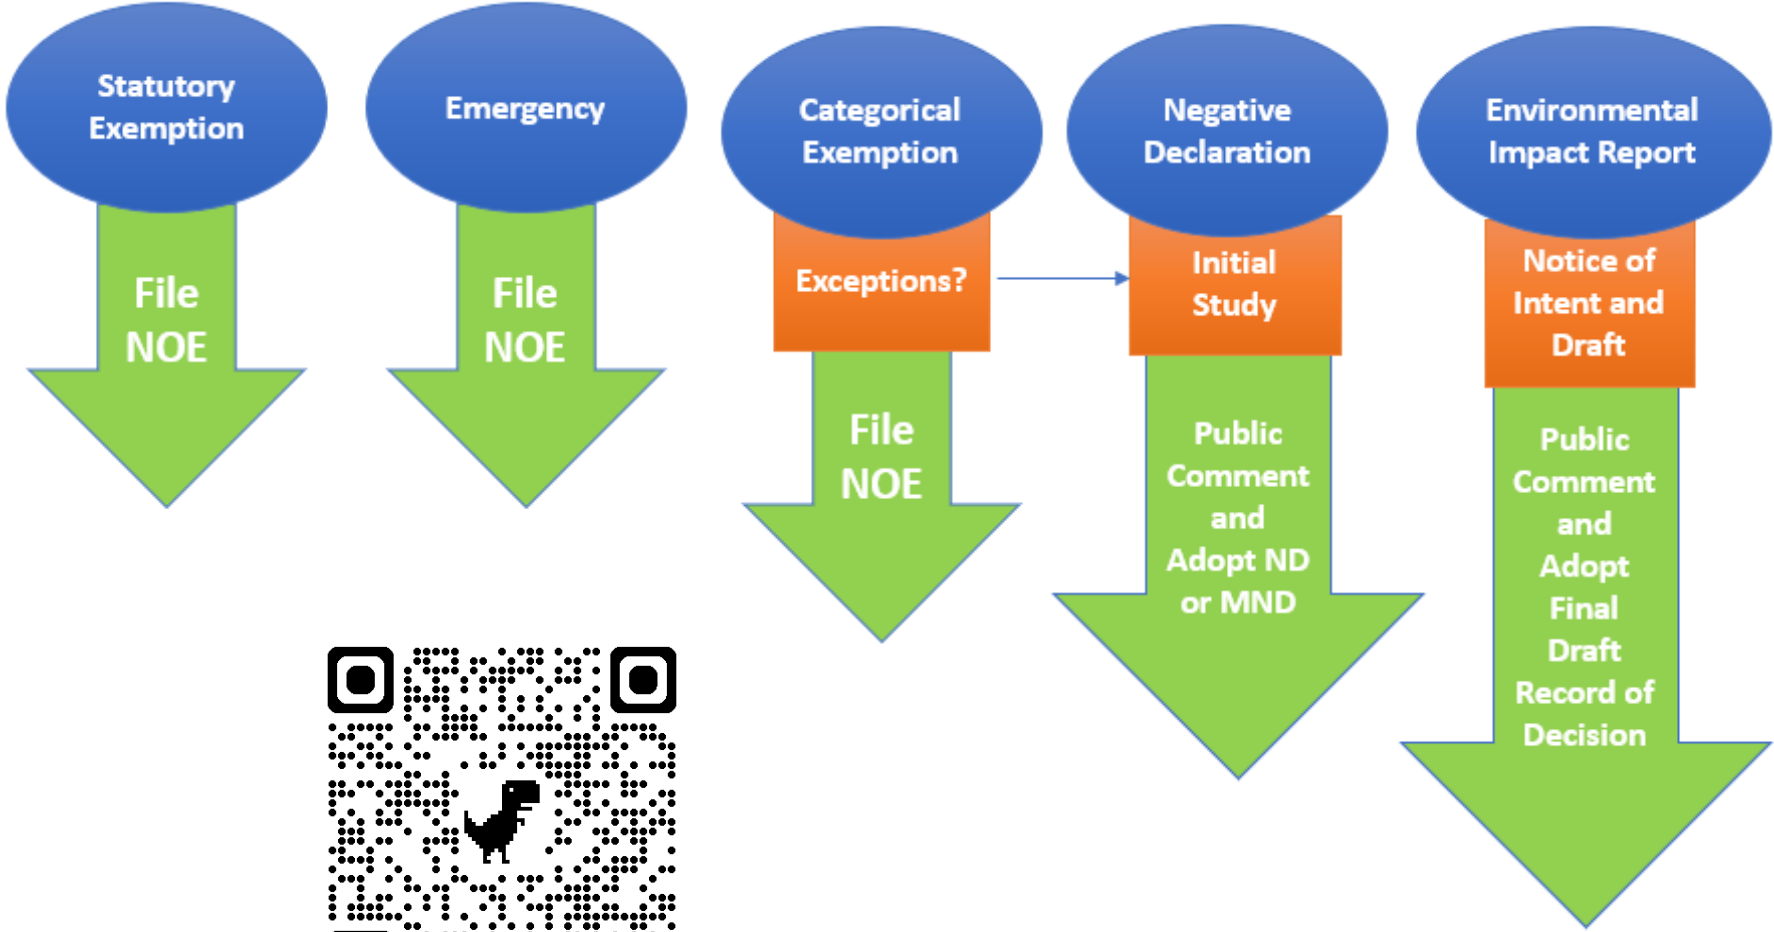 Statutory
Exemption
File
NOE
Emergency
File
NOE
Categorical
Exemption
Exceptions?
File
NOE
Negative
Declaration
Initial
Study
Public
Comment
and
Adopt ND
or MND
Environmental
Impact Report
Notice of
Intent and
Draft
Public
Comment
and
Adopt
Final
Draft
Record of
Decision